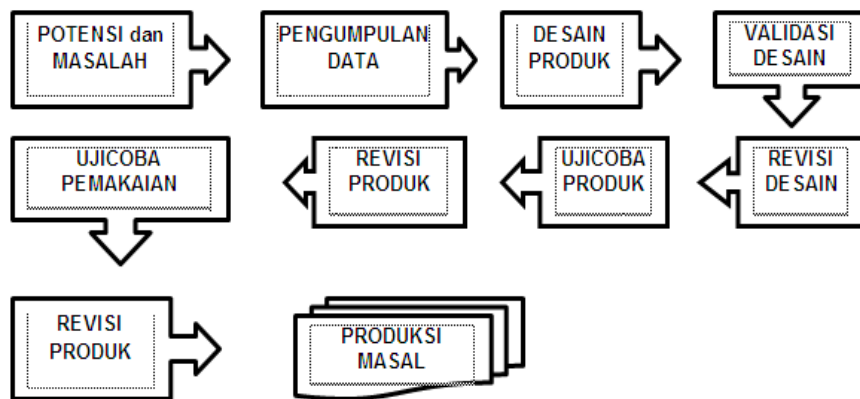 POTENSI dan
MASALAH
PENGUMPULAN
DATA
DESAIN
PRODUK
VALIDASI
DESAIN
REVISI
DESAIN
UJICOBA
PRODUK
REVISI
PRODUK
UJICOBA
PEMAKAIAN
REVISI
PRODUK
PRODUKSI
MASAL